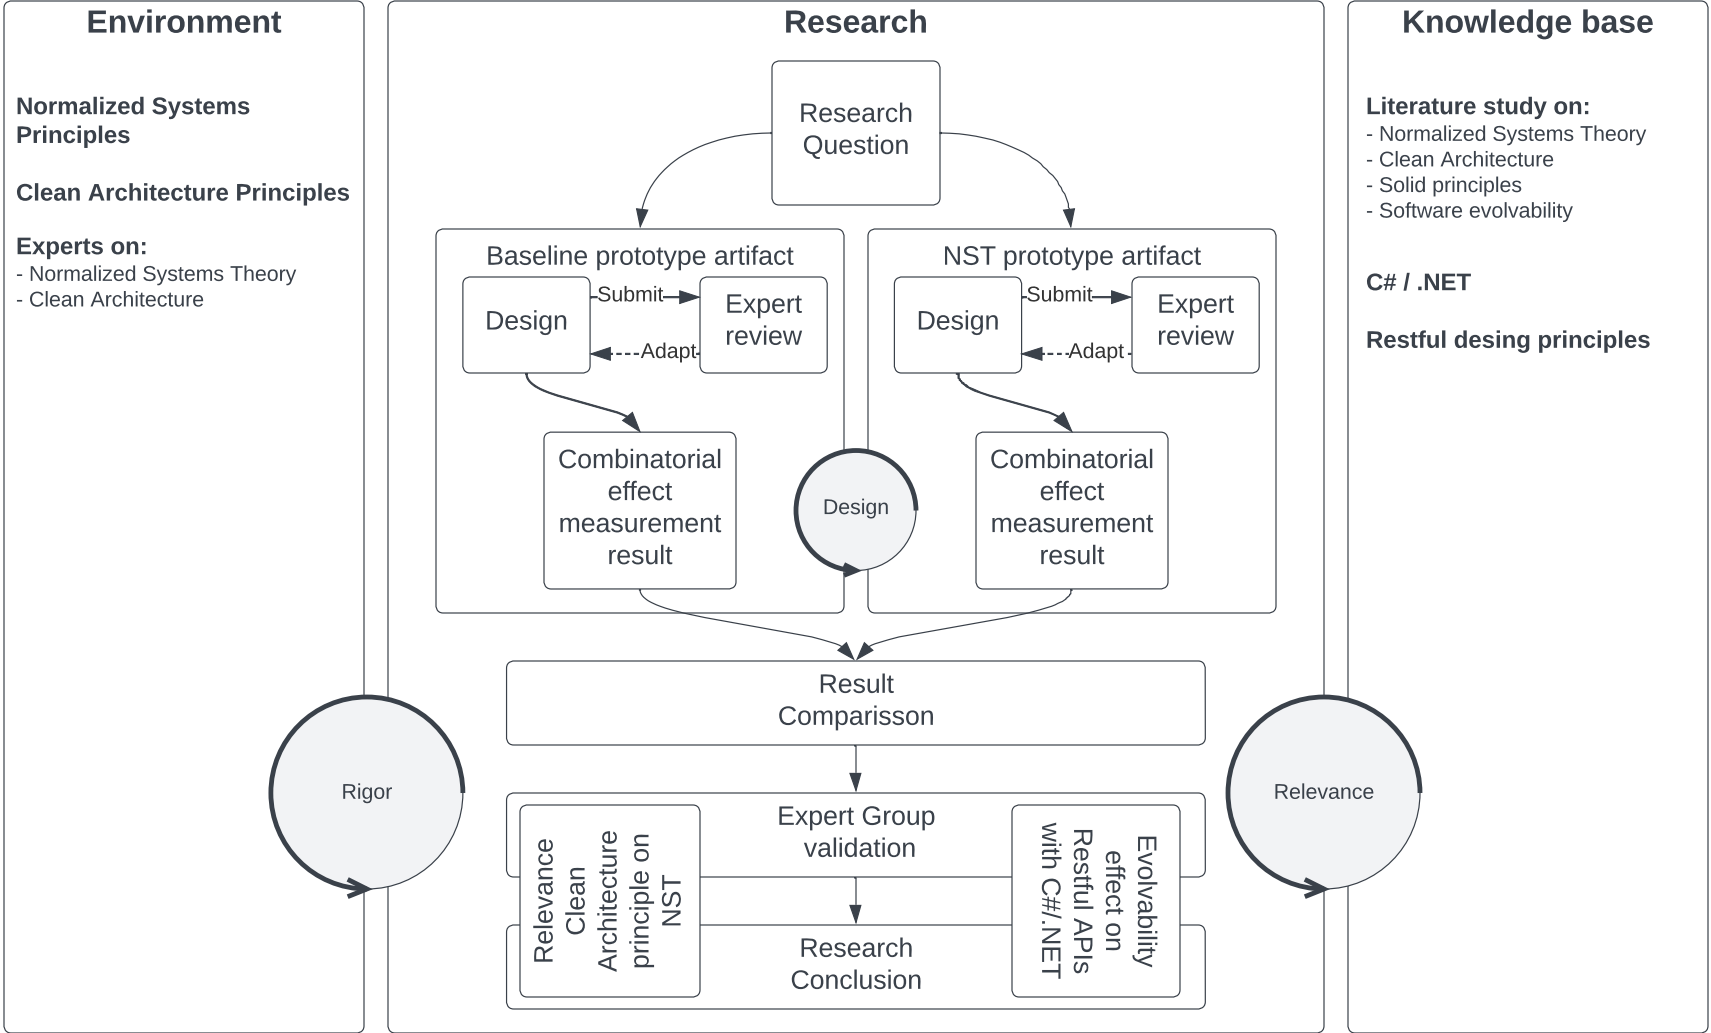 Environment
Normalized Systems
Principles
Clean Architecture Principles
Experts on:
- Normalized Systems Theory
- Clean Architecture
Rigor
Research
Research
Question
Baseline prototype artifact
Design
Submit
Expert
review
Adapt
Combinatorial
effect
measurement
result
Design
NST prototype artifact
Design
Submit
Expert
review
Adapt
Combinatorial
effect
measurement
result
Result
Comparisson
Expert Group
validation
Relevance
Clean
Architecture
principle on
NST
Evolvability
effect on
Restful APIs
with C#/.NET
Research
Conclusion
Knowledge base
Literature study on:
- Normalized Systems Theory
- Clean Architecture
- Solid principles
- Software evolvability
C# / .NET
Restful desing principles
Relevance